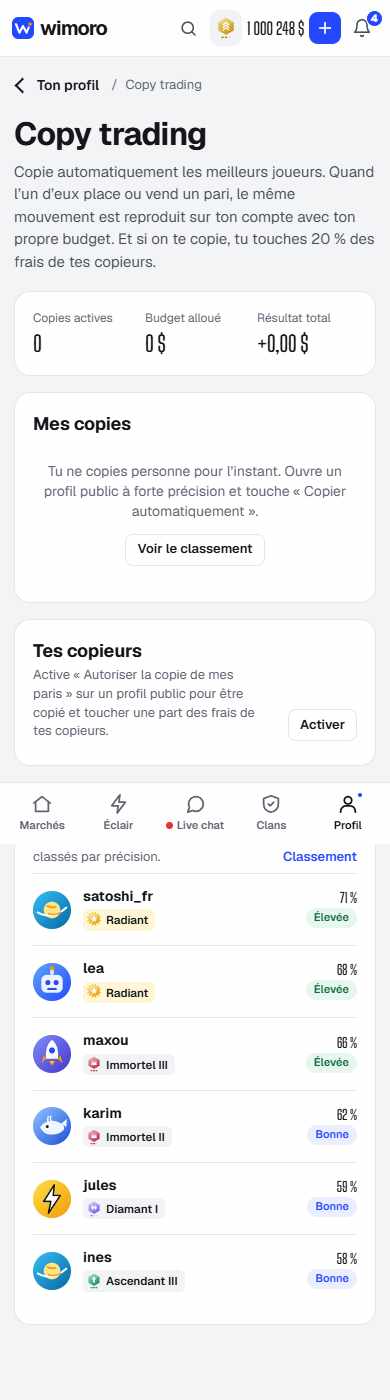 wimoro
1 000 248 $
4
Ton profil / Copy trading
Copy trading
Copie automatiquement les meilleurs joueurs. Quand
l'un d'eux place ou vend un pari, le même
mouvement est reproduit sur ton compte avec ton
propre budget. Et si on te copie, tu touches 20 % des
frais de tes copieurs.
Copies actives
0
Budget alloué
0 $
Résultat total
+0,00 $
Mes copies
Tu ne copies personne pour l'instant. Ouvre un
profil public à forte précision et touche « Copier
automatiquement ».
Voir le classement
Tes copieurs
Active « Autoriser la copie de mes
paris » sur un profil public pour être
copié et toucher une part des frais de
tes copieurs.
Activer
Marchés
Éclair
Live chat
Clans
Profil
classés par précision.
Classement
satoshi_fr
Radiant
71 %
Élevée
lea
Radiant
68 %
Élevée
maxou
Immortel III
66 %
Élevée
karim
Immortel II
62 %
Bonne
jules
Diamant I
59 %
Bonne
ines
Ascendant III
58 %
Bonne